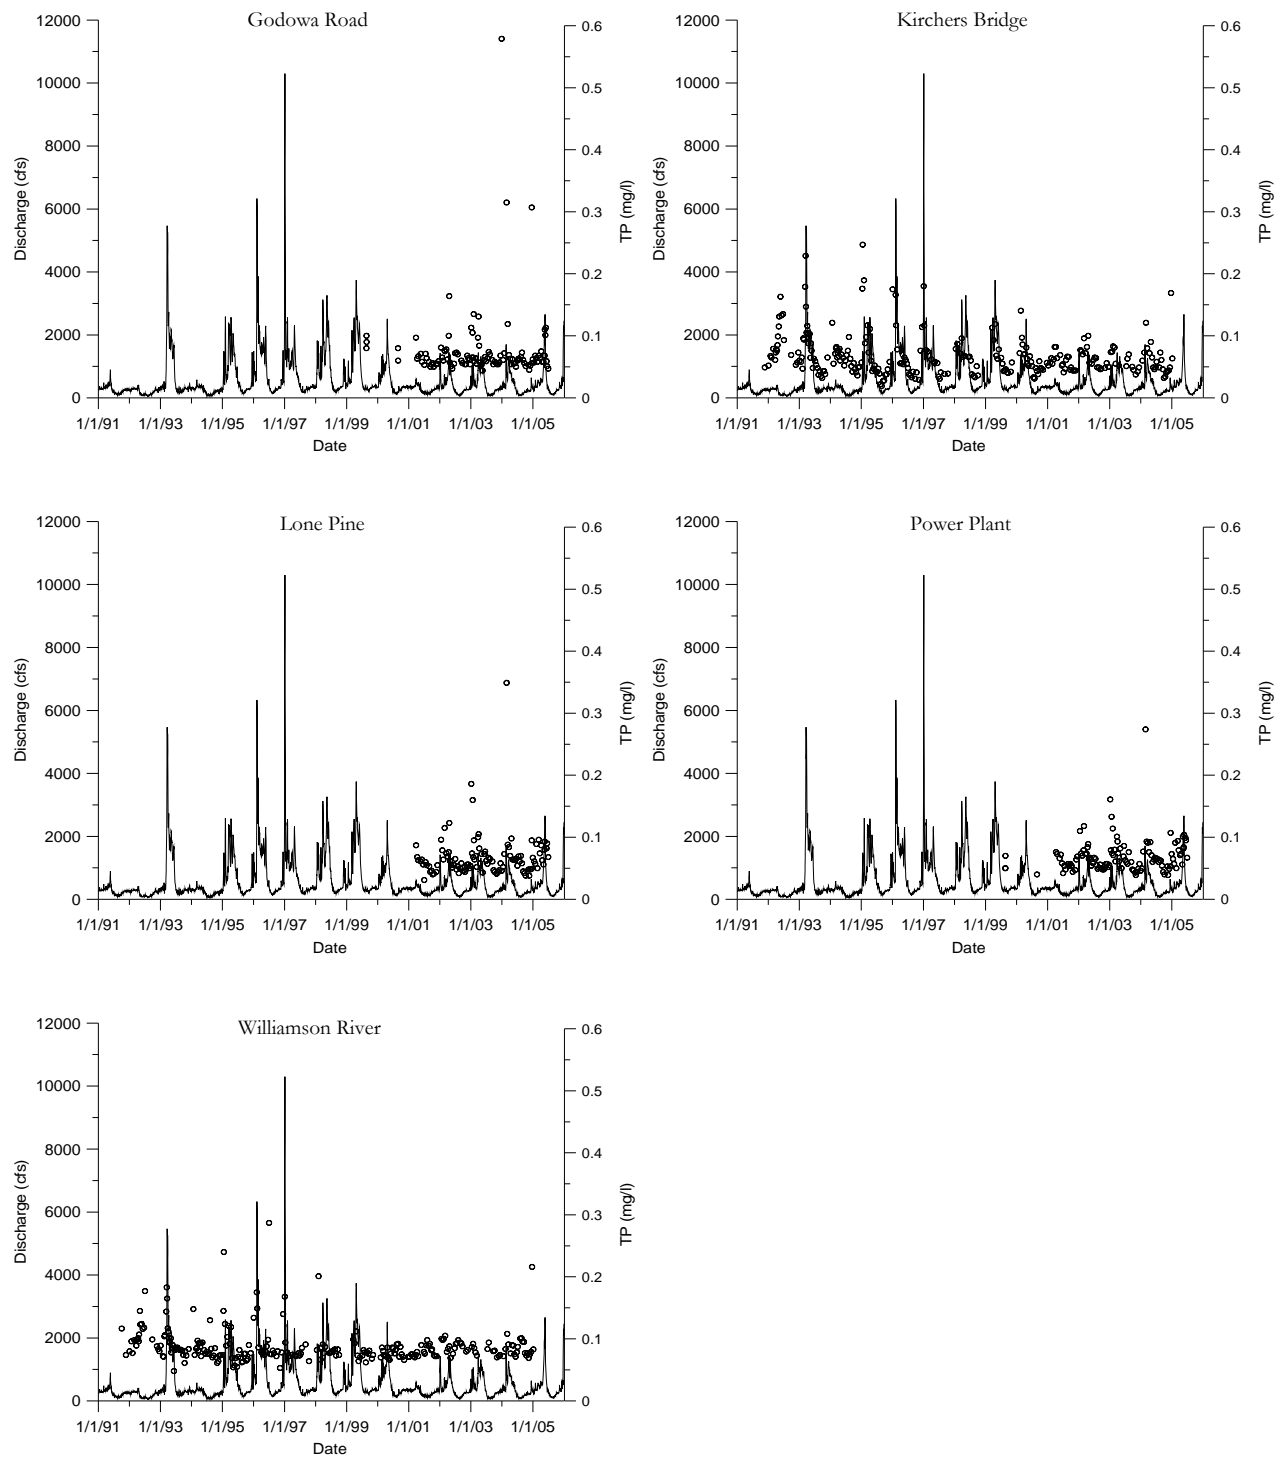 Godowa Road
12000
10000
8000
6000
4000
2000
0
Discharge (cfs)
0.6
0.5
0.4
0.3
0.2
0.1
0
TP (mg/l)
1/1/91 1/1/93 1/1/95 1/1/97 1/1/99 1/1/01 1/1/03 1/1/05
Date
Kirchers Bridge
12000
10000
8000
6000
4000
2000
0
Discharge (cfs)
0.6
0.5
0.4
0.3
0.2
0.1
0
TP (mg/l)
1/1/91 1/1/93 1/1/95 1/1/97 1/1/99 1/1/01 1/1/03 1/1/05
Date
Lone Pine
12000
10000
8000
6000
4000
2000
0
Discharge (cfs)
0.6
0.5
0.4
0.3
0.2
0.1
0
TP (mg/l)
1/1/91 1/1/93 1/1/95 1/1/97 1/1/99 1/1/01 1/1/03 1/1/05
Date
Power Plant
12000
10000
8000
6000
4000
2000
0
Discharge (cfs)
0.6
0.5
0.4
0.3
0.2
0.1
0
TP (mg/l)
1/1/91 1/1/93 1/1/95 1/1/97 1/1/99 1/1/01 1/1/03 1/1/05
Date
Williamson River
12000
10000
8000
6000
4000
2000
0
Discharge (cfs)
0.6
0.5
0.4
0.3
0.2
0.1
0
TP (mg/l)
1/1/91 1/1/93 1/1/95 1/1/97 1/1/99 1/1/01 1/1/03 1/1/05
Date